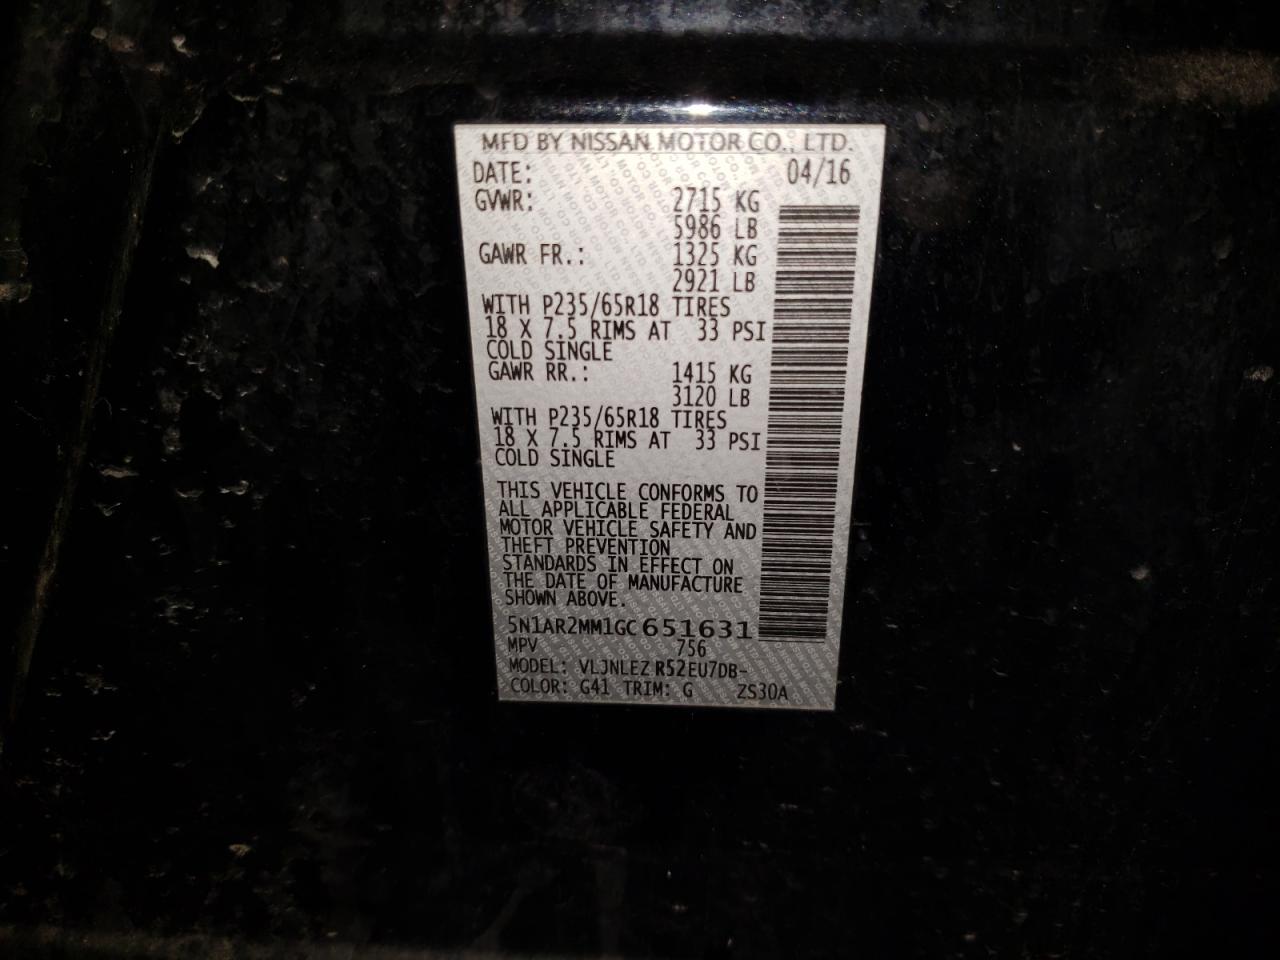 MFD BY NISSAN MOTOR CO., LTD.
DATE: 04/16
GVWR: 2715 KG
5986 LB
GAWR FR.: 1325 KG
2921 LB
WITH P235/65R18 TIRES
18 X 7.5 RIMS AT 33 PSI
COLD SINGLE
GAWR RR.: 1415 KG
3120 LB
WITH P235/65R18 TIRES
18 X 7.5 RIMS AT 33 PSI
COLD SINGLE
THIS VEHICLE CONFORMS TO
ALL APPLICABLE FEDERAL
MOTOR VEHICLE SAFETY AND
THEFT PREVENTION
STANDARDS IN EFFECT ON
THE DATE OF MANUFACTURE
SHOWN ABOVE.
5N1AR2MM1GC651631
MPV 756
MODEL: VLJNLEZ R52EU7DB-
COLOR: G41 TRIM: G ZS30A